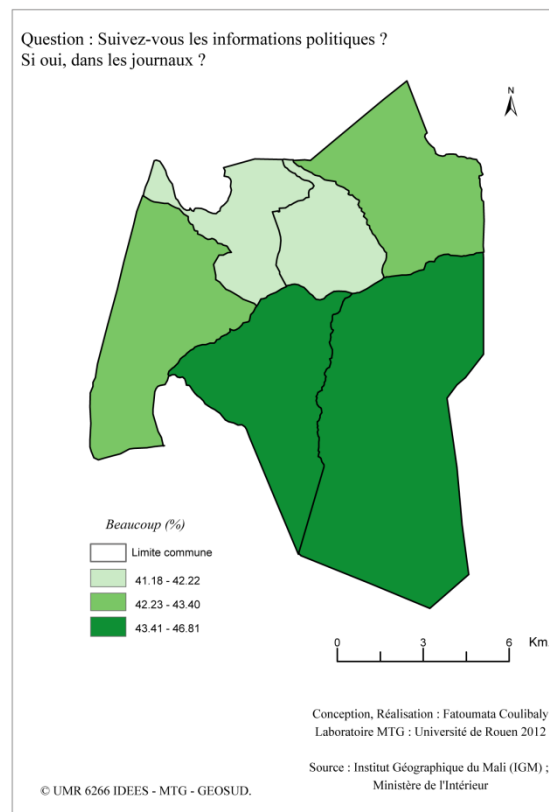 Question : Suivez-vous les informations politiques ?
Si oui, dans les journaux ?
N
Beaucoup (%)
Limite commune
41.18 - 42.22
42.23 - 43.40
43.41 - 46.81
0 3 6 Km
Conception, Réalisation : Fatoumata Coulibaly
Laboratoire MTG : Université de Rouen 2012
Source : Institut Géographique du Mali (IGM) ;
Ministère de l'Intérieur
© UMR 6266 IDEES - MTG - GEOSUD.